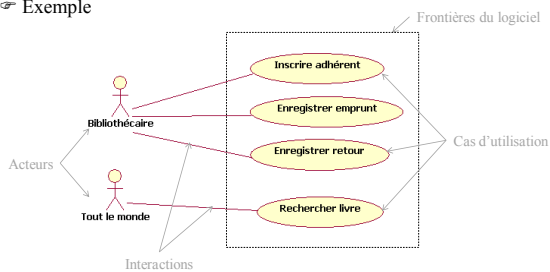 ☞ Exemple
Frontières du logiciel
Inscrire adhérent
Enregistrer emprunt
Bibliothécaire
Enregistrer retour
Cas d'utilisation
Acteurs
Rechercher livre
Tout le monde
Interactions